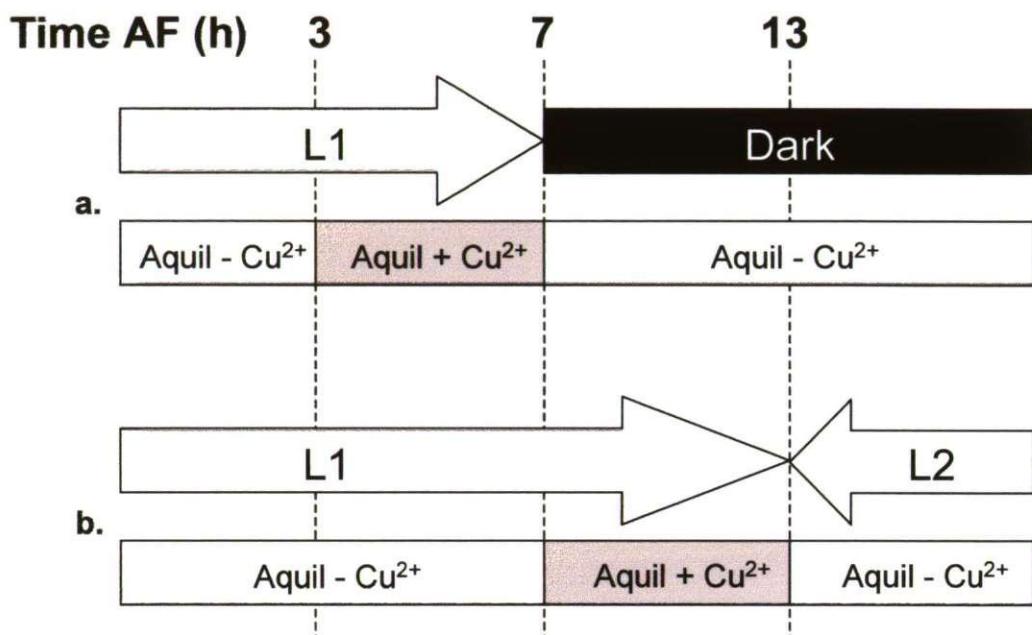 Time AF (h) 3 7 13
L1 Dark
a.
Aquil - Cu²⁺ Aquil + Cu²⁺ Aquil - Cu²⁺
L1 L2
b.
Aquil - Cu²⁺ Aquil + Cu²⁺ Aquil - Cu²⁺